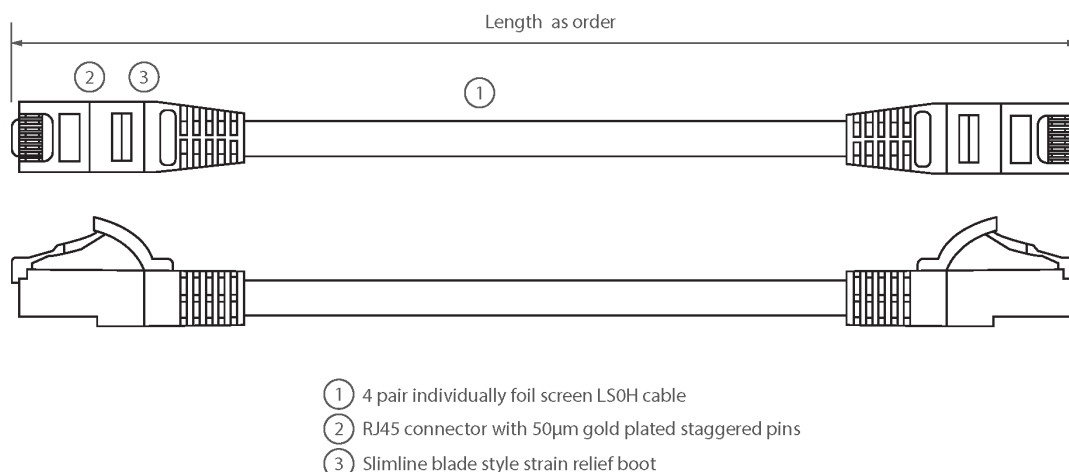 Length as order
2 3 1
1 4 pair individually foil screen LS0H cable
2 RJ45 connector with 50µm gold plated staggered pins
3 Slimline blade style strain relief boot